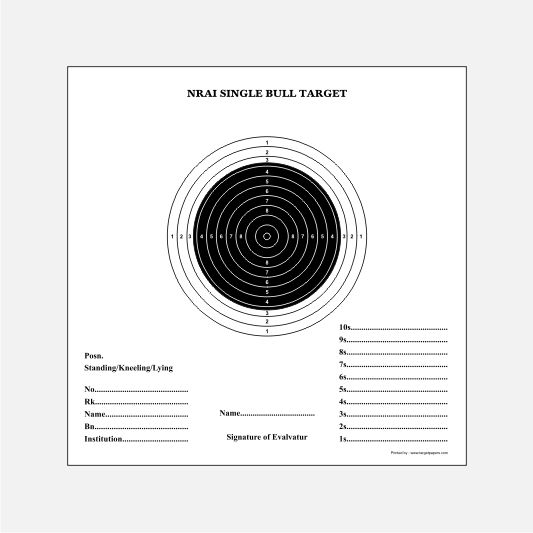 NRAI SINGLE BULL TARGET
1
2
3
4
5
6
7
8
1 2 3 4 5 6 7 8 8 7 6 5 4 3 2 1
8
7
6
5
4
3
2
1
Posn.
Standing/Kneeling/Lying
No.................................
Rk.................................
Name.................................
Bn.................................
Institution.................................
Name.................................
Signature of Evalvatur
10s.................................
9s.................................
8s.................................
7s.................................
6s.................................
5s.................................
4s.................................
3s.................................
2s.................................
1s.................................
Printed by : www.targetpapers.com